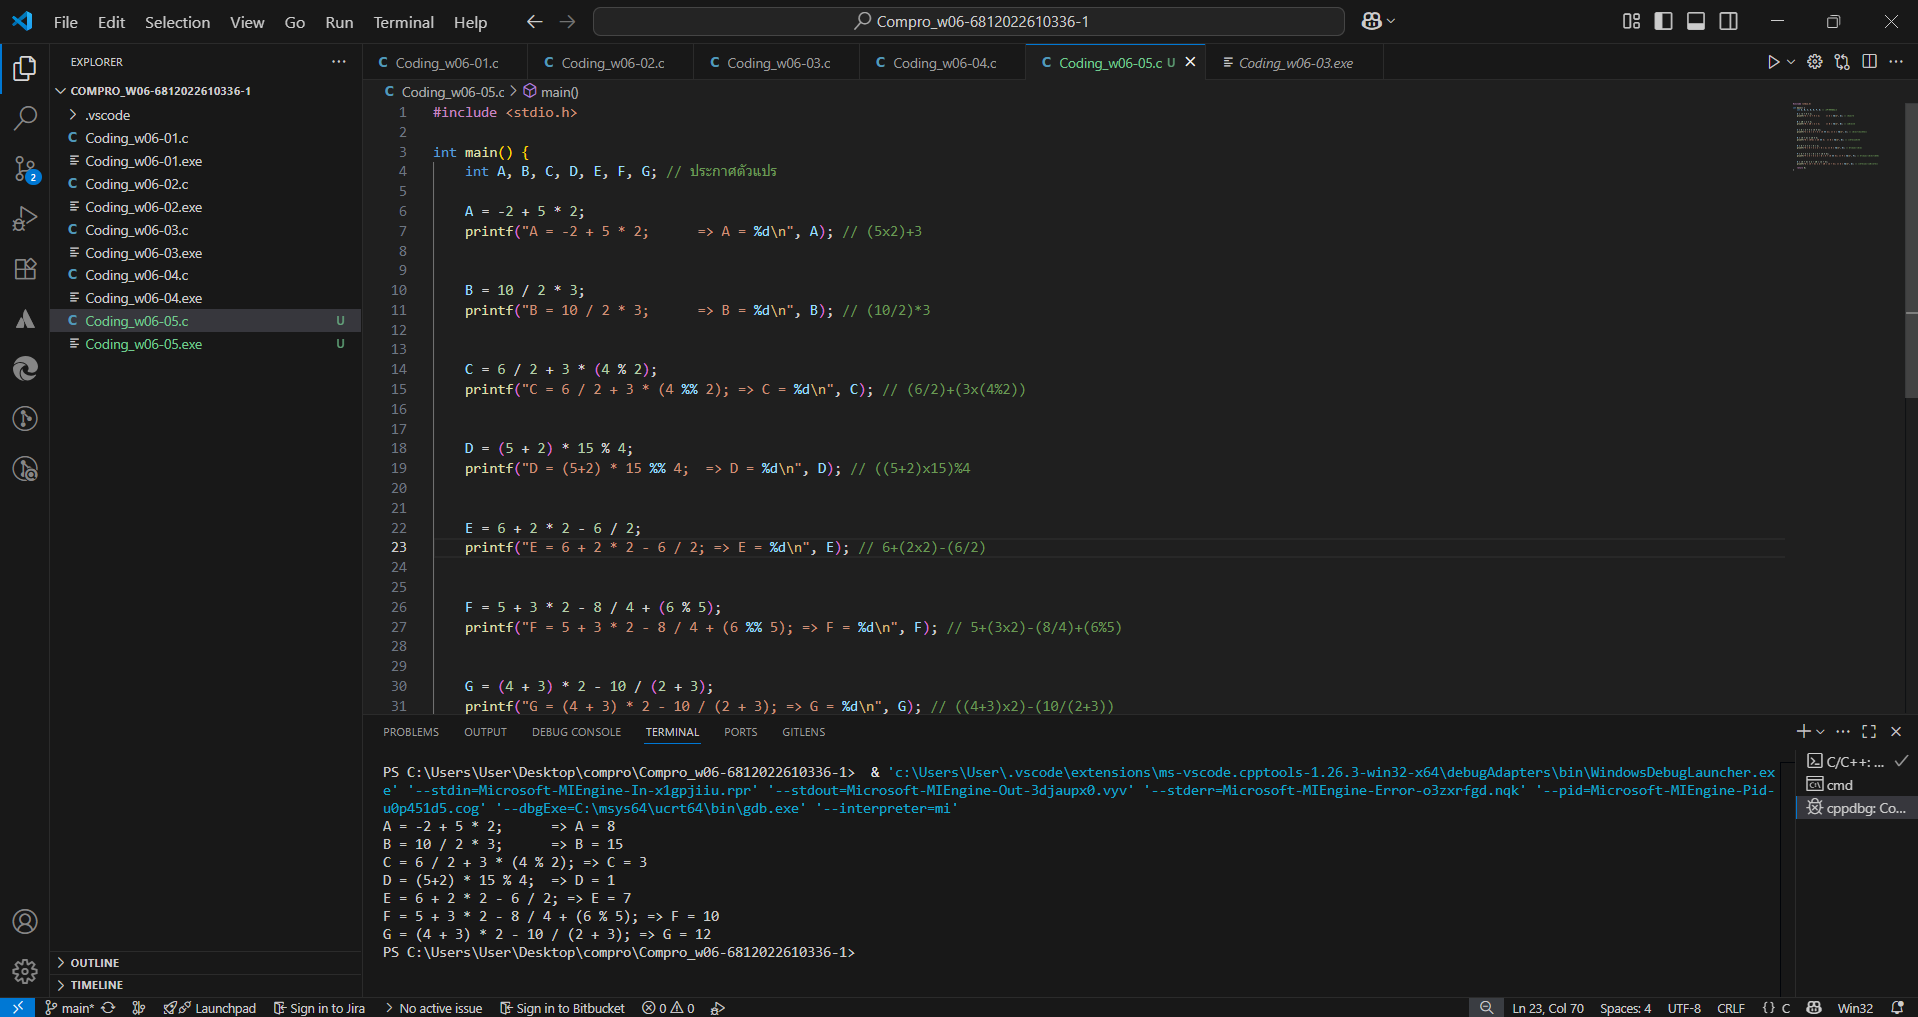 File Edit Selection View Go Run Terminal Help
Compro_w06-6812022610336-1
EXPLORER
COMPRO_W06-6812022610336-1
.vscode
C Coding_w06-01.c
Coding_w06-01.exe
C Coding_w06-02.c
Coding_w06-02.exe
C Coding_w06-03.c
Coding_w06-03.exe
C Coding_w06-04.c
Coding_w06-04.exe
C Coding_w06-05.c U
Coding_w06-05.exe U
OUTLINE
TIMELINE
2
C Coding_w06-01.c C Coding_w06-02.c C Coding_w06-03.c C Coding_w06-04.c C Coding_w06-05.c U Coding_w06-03.exe
C Coding_w06-05.c > main()
1 #include <stdio.h>
2
3 int main() {
4 int A, B, C, D, E, F, G; // ประกาศตัวแปร
5
6 A = -2 + 5 * 2;
7 printf("A = -2 + 5 * 2;      => A = %d\n", A); // (5x2)+3
8
9
10 B = 10 / 2 * 3;
11 printf("B = 10 / 2 * 3;      => B = %d\n", B); // (10/2)*3
12
13
14 C = 6 / 2 + 3 * (4 % 2);
15 printf("C = 6 / 2 + 3 * (4 %% 2); => C = %d\n", C); // (6/2)+(3x(4%2))
16
17
18 D = (5 + 2) * 15 % 4;
19 printf("D = (5+2) * 15 %% 4;  => D = %d\n", D); // ((5+2)x15)%4
20
21
22 E = 6 + 2 * 2 - 6 / 2;
23 printf("E = 6 + 2 * 2 - 6 / 2; => E = %d\n", E); // 6+(2x2)-(6/2)
24
25
26 F = 5 + 3 * 2 - 8 / 4 + (6 % 5);
27 printf("F = 5 + 3 * 2 - 8 / 4 + (6 %% 5); => F = %d\n", F); // 5+(3x2)-(8/4)+(6%5)
28
29
30 G = (4 + 3) * 2 - 10 / (2 + 3);
31 printf("G = (4 + 3) * 2 - 10 / (2 + 3); => G = %d\n", G); // ((4+3)x2)-(10/(2+3))
PROBLEMS OUTPUT DEBUG CONSOLE TERMINAL PORTS GITLENS
PS C:\Users\User\Desktop\compro\Compro_w06-6812022610336-1>  & 'c:\Users\User\.vscode\extensions\ms-vscode.cpptools-1.26.3-win32-x64\debugAdapters\bin\WindowsDebugLauncher.ex
e' '--stdin=Microsoft-MIEngine-In-x1gpjiiu.rpr' '--stdout=Microsoft-MIEngine-Out-3djaupx0.vyv' '--stderr=Microsoft-MIEngine-Error-o3zxrfgd.nqk' '--pid=Microsoft-MIEngine-Pid-
u0p451d5.cog' '--dbgExe=C:\msys64\ucrt64\bin\gdb.exe' '--interpreter=mi'
A = -2 + 5 * 2;      => A = 8
B = 10 / 2 * 3;      => B = 15
C = 6 / 2 + 3 * (4 % 2); => C = 3
D = (5+2) * 15 % 4;  => D = 1
E = 6 + 2 * 2 - 6 / 2; => E = 7
F = 5 + 3 * 2 - 8 / 4 + (6 % 5); => F = 10
G = (4 + 3) * 2 - 10 / (2 + 3); => G = 12
PS C:\Users\User\Desktop\compro\Compro_w06-6812022610336-1>
C/C++: ...
cmd
cppdbg: Co...
main* Launchpad Sign in to Jira No active issue Sign in to Bitbucket 0 0 Ln 23, Col 70 Spaces: 4 UTF-8 CRLF {} C Win32